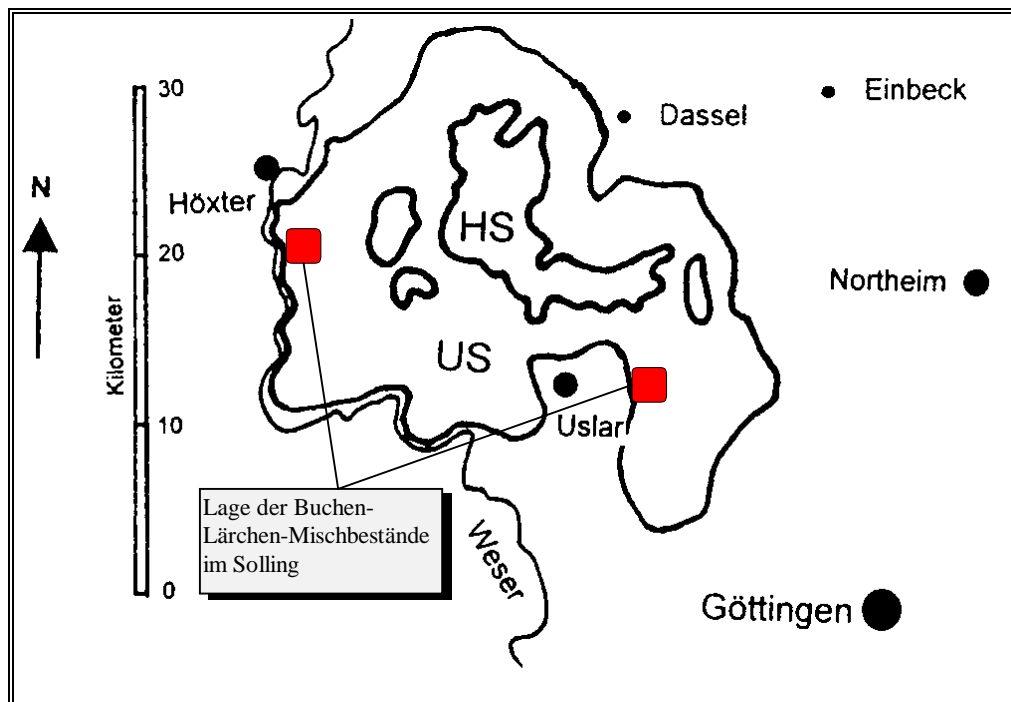 30
Einbeck
Dassel
N
Höxter
HS
20
Northeim
Kilometer
US
10
Uslar
Lage der Buchen-
Lärchen-Mischbestände
im Solling
Weser
0
Göttingen